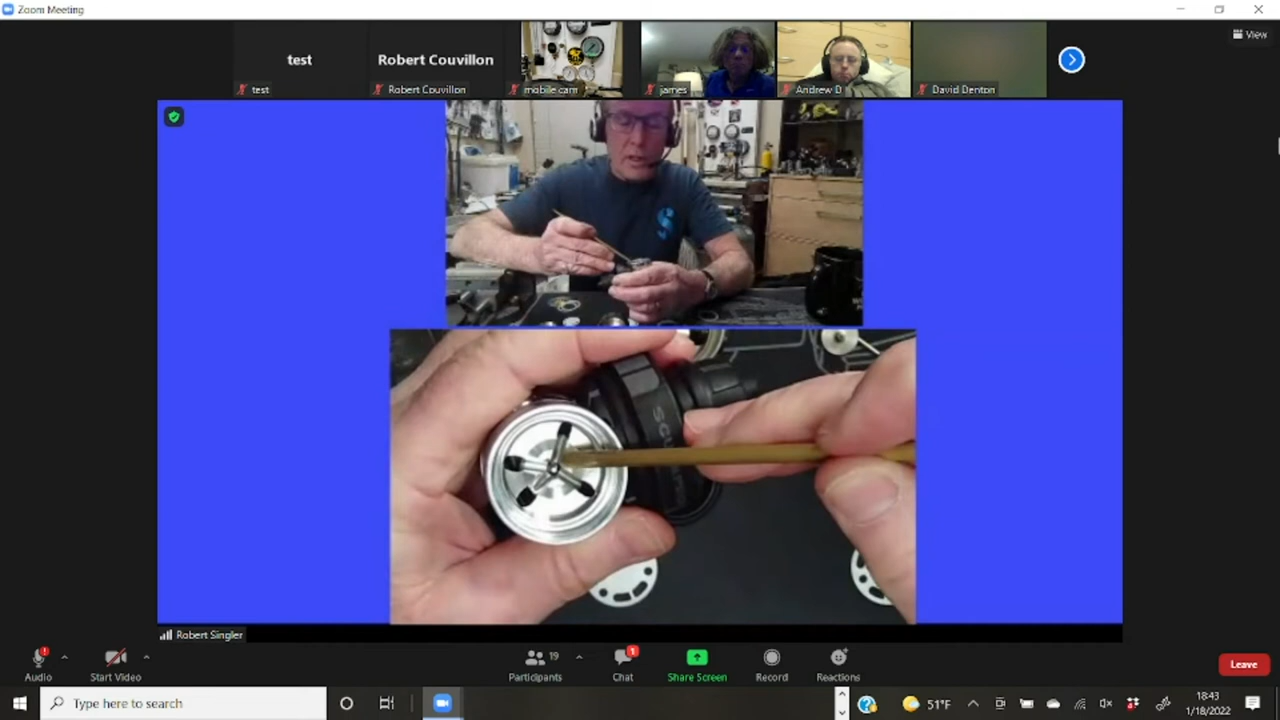 Zoom Meeting
View
test
Robert Couvillon
test
Robert Couvillon
mobile cam
james
Andrew D
David Denton
S
SCU
Robert Singler
Audio
Start Video
19
Participants
1
Chat
Share Screen
Record
Reactions
Leave
Type here to search
51°F
18:43
1/18/2022